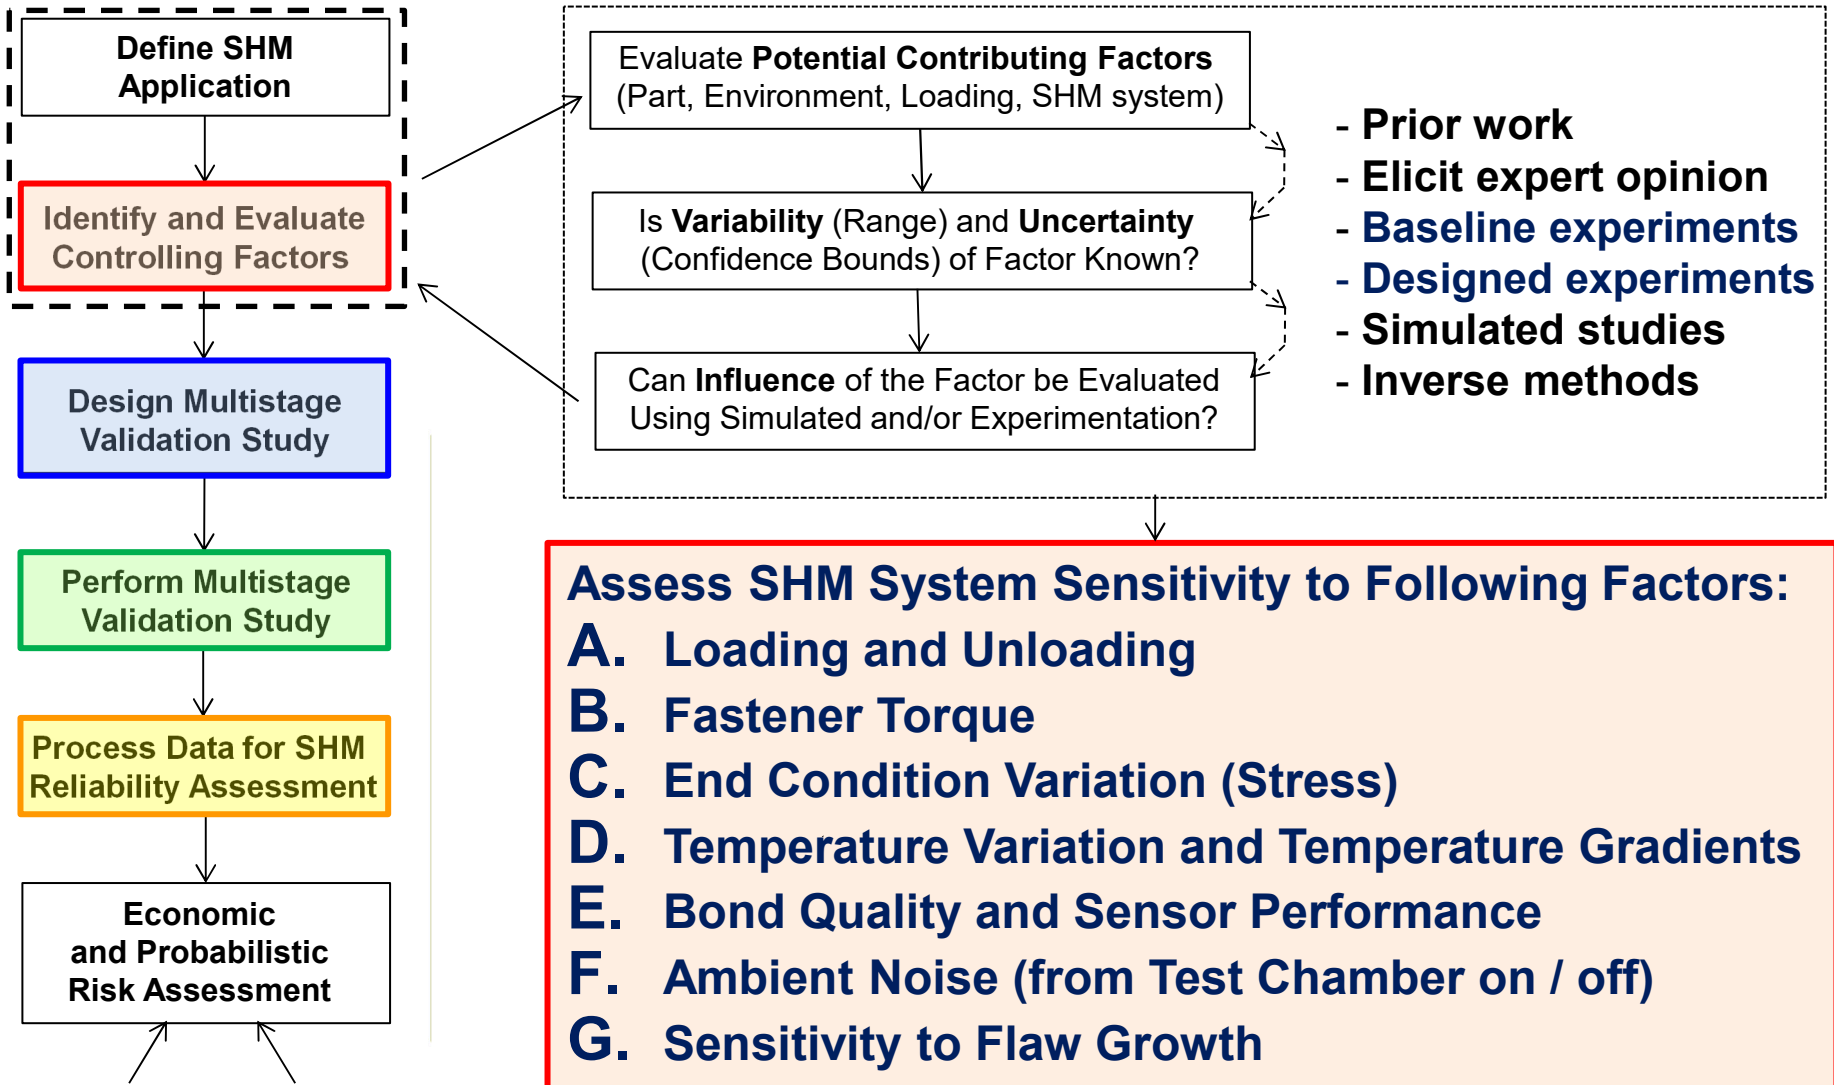 Define SHM
Application
Identify and Evaluate
Controlling Factors
Design Multistage
Validation Study
Perform Multistage
Validation Study
Process Data for SHM
Reliability Assessment
Economic
and Probabilistic
Risk Assessment
Evaluate Potential Contributing Factors
(Part, Environment, Loading, SHM system)
Is Variability (Range) and Uncertainty
(Confidence Bounds) of Factor Known?
Can Influence of the Factor be Evaluated
Using Simulated and/or Experimentation?
- Prior work
- Elicit expert opinion
- Baseline experiments
- Designed experiments
- Simulated studies
- Inverse methods
Assess SHM System Sensitivity to Following Factors:
A. Loading and Unloading
B. Fastener Torque
C. End Condition Variation (Stress)
D. Temperature Variation and Temperature Gradients
E. Bond Quality and Sensor Performance
F. Ambient Noise (from Test Chamber on / off)
G. Sensitivity to Flaw Growth